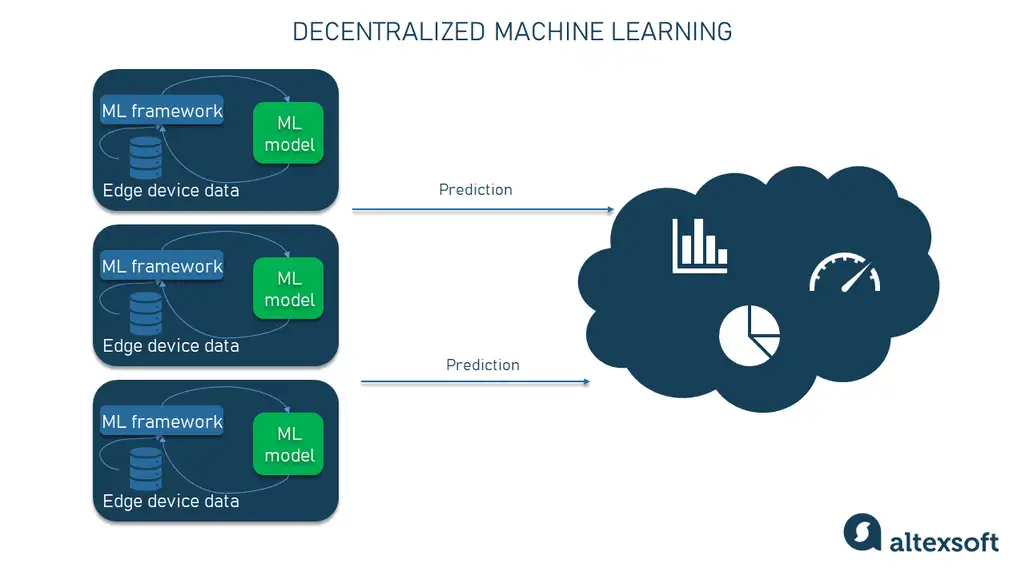 DECENTRALIZED MACHINE LEARNING
ML framework
ML
model
Edge device data
Prediction
ML framework
ML
model
Edge device data
Prediction
ML framework
ML
model
Edge device data
altexsoft